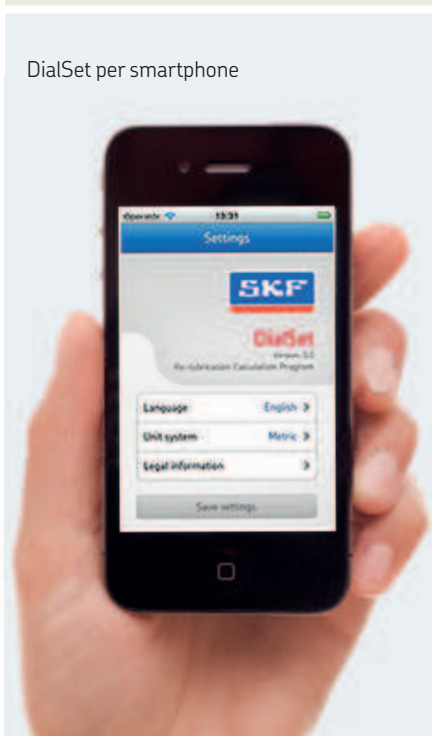 DialSet per smartphone
Operator 13:31
Settings
SKF
DialSet
Version 3.0
Re-lubrication Calculation Program
Language English
Unit system Metric
Legal information
Save settings